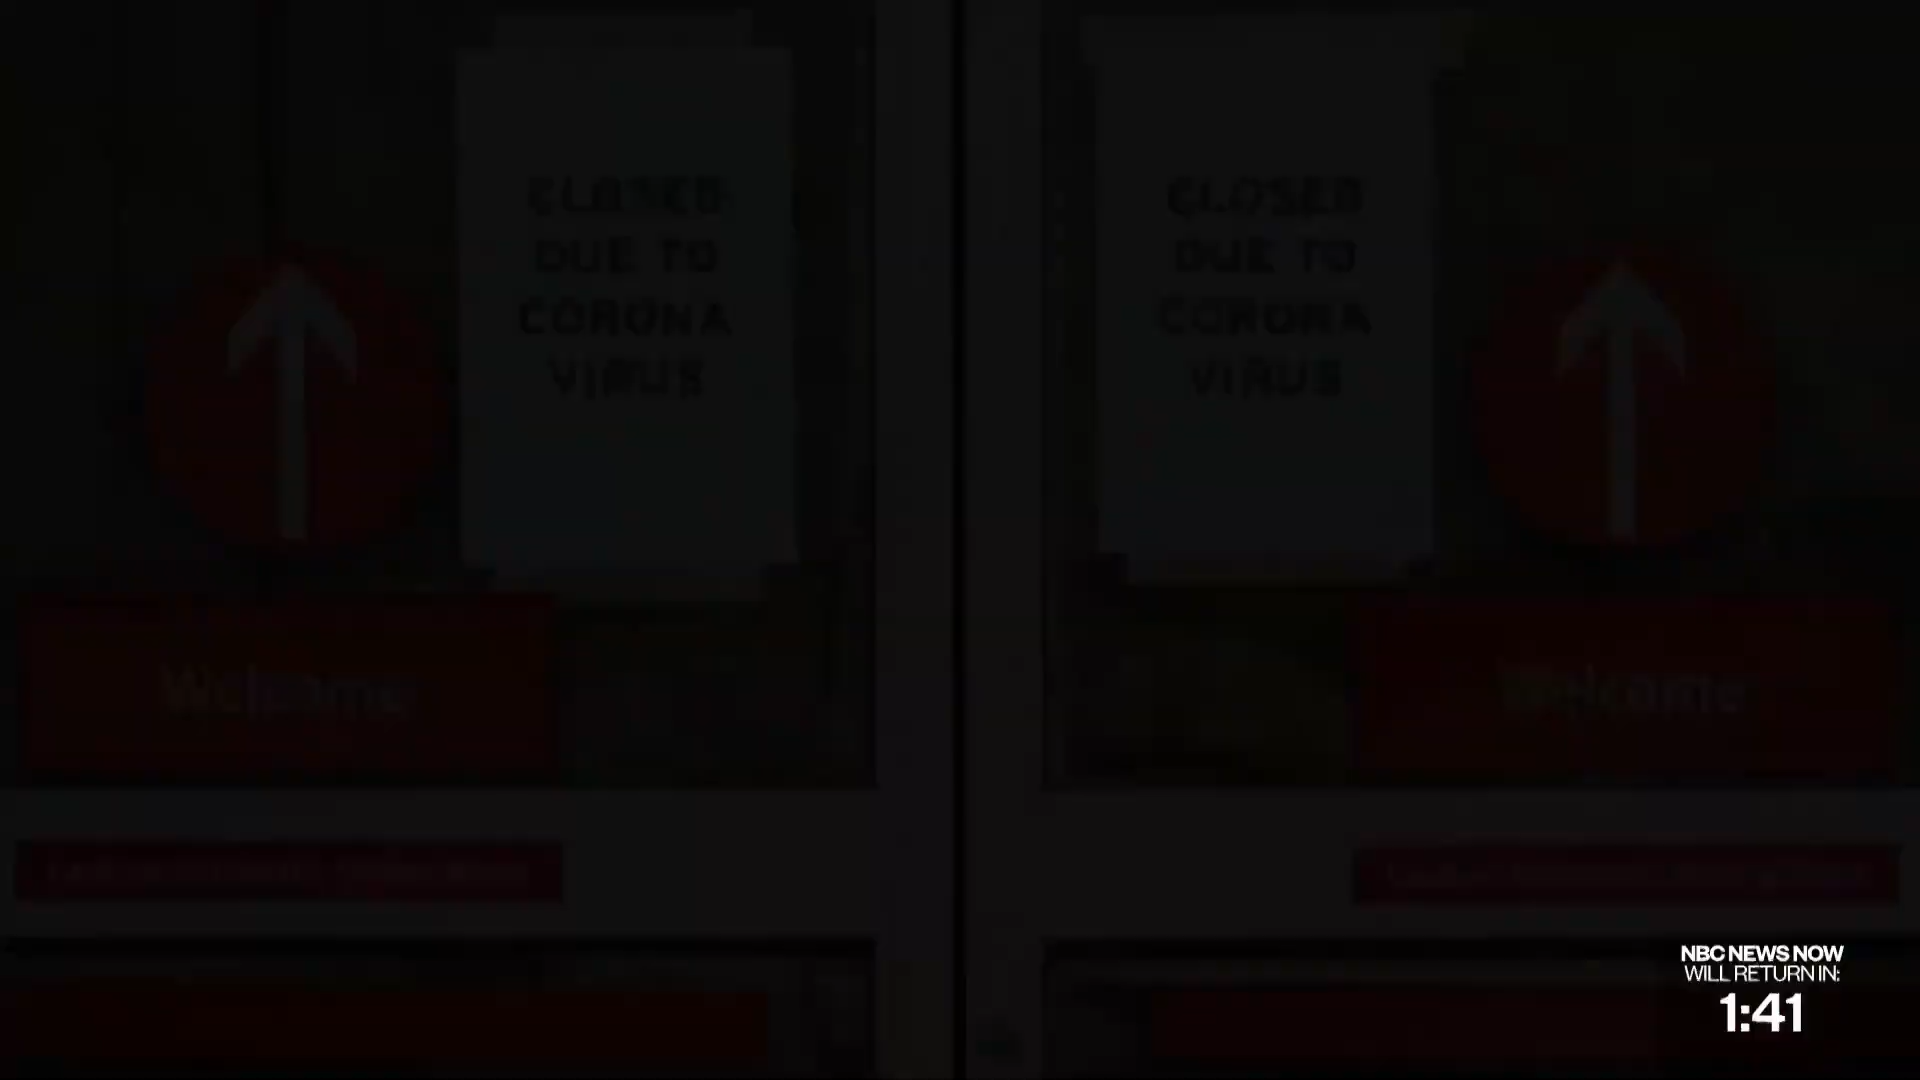 CLOSED
DUE TO
CORONA
VIRUS
CLOSED
DUE TO
CORONA
VIRUS
Welcome
Welcome
NBC NEWS NOW
WILL RETURN IN:
1:41